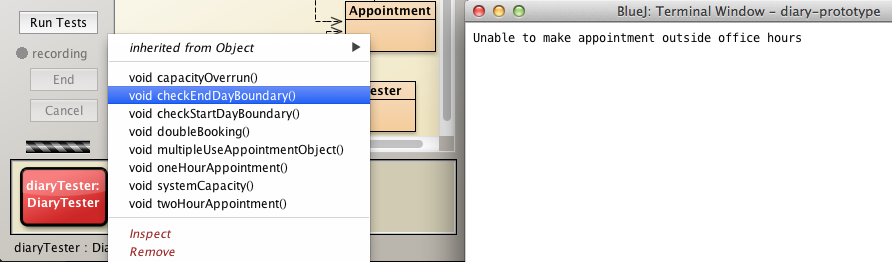 Run Tests
recording
End
Cancel
Appointment
ester
inherited from Object
void capacityOverrun()
void checkEndDayBoundary()
void checkStartDayBoundary()
void doubleBooking()
void multipleUseAppointmentObject()
void oneHourAppointment()
void systemCapacity()
void twoHourAppointment()
Inspect
Remove
diaryTester:
DiaryTester
diaryTester : Dia
BlueJ: Terminal Window – diary-prototype
Unable to make appointment outside office hours